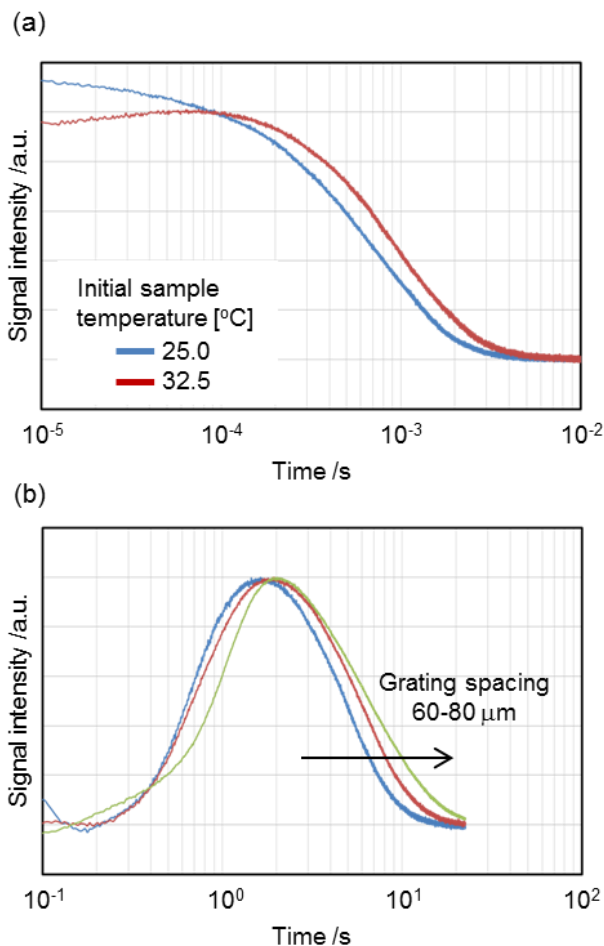 (a)
Signal intensity /a.u.
Initial sample
temperature [°C]
25.0
32.5
10-5
10-4
10-3
10-2
Time /s
(b)
Signal intensity /a.u.
Grating spacing
60-80 μm
10-1
100
101
102
Time /s